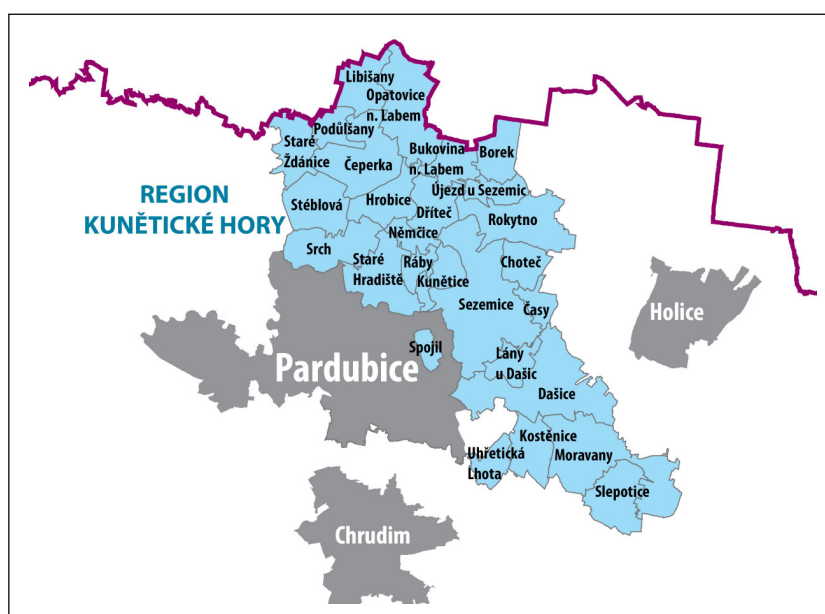 Libišany
Opatovice
n. Labem
Podůlšany
Staré
Ždánice
Bukovina
n. Labem
Borek
Čeperka
Újezd u Sezemic
REGION
KUNĚTICKÉ HORY
Stéblová
Hrobice
Dříteč
Rokytno
Němčice
Srch
Staré
Hradiště
Ráby
Kunětice
Choteč
Sezemice
Časy
Holice
Spojil
Pardubice
Lány
u Dašic
Dašice
Kostěnice
Uhřetická
Lhota
Moravany
Slepotice
Chrudim